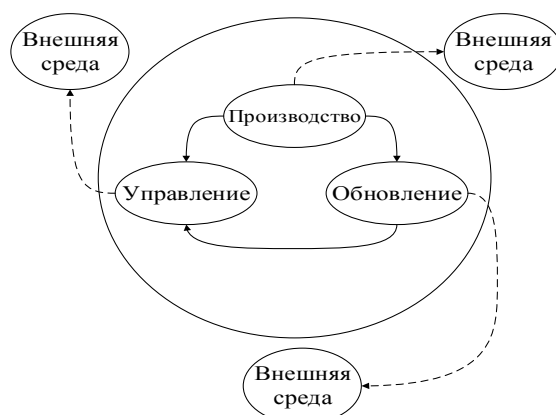 Внешняя
среда
Внешняя
среда
Производство
Управление
Обновление
Внешняя
среда